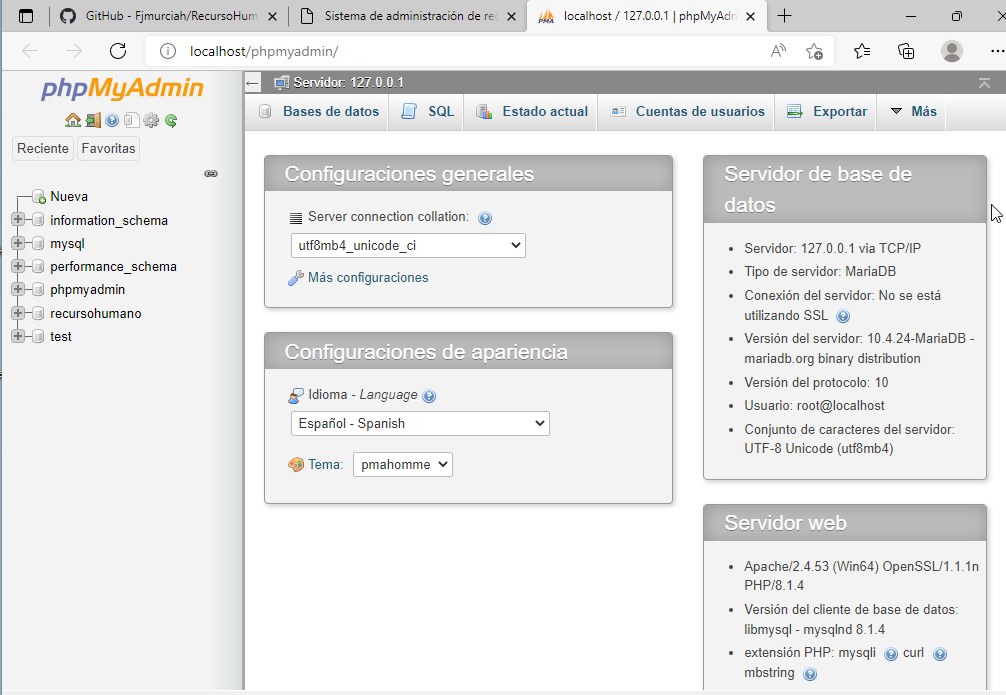 GitHub - Fjmurciah/RecursoHum
Sistema de administración de rec
localhost / 127.0.0.1 | phpMyAdm
localhost/phpmyadmin/
phpMyAdmin
Reciente
Favoritas
Nueva
information_schema
mysql
performance_schema
phpmyadmin
recursohumano
test
Servidor: 127.0.0.1
Bases de datos
SQL
Estado actual
Cuentas de usuarios
Exportar
Más
Configuraciones generales
Server connection collation:
utf8mb4_unicode_ci
Más configuraciones
Configuraciones de apariencia
Idioma - Language
Español - Spanish
Tema:
pmahomme
Servidor de base de
datos
Servidor: 127.0.0.1 via TCP/IP
Tipo de servidor: MariaDB
Conexión del servidor: No se está
utilizando SSL
Versión del servidor: 10.4.24-MariaDB -
mariadb.org binary distribution
Versión del protocolo: 10
Usuario: root@localhost
Conjunto de caracteres del servidor:
UTF-8 Unicode (utf8mb4)
Servidor web
Apache/2.4.53 (Win64) OpenSSL/1.1.1n
PHP/8.1.4
Versión del cliente de base de datos:
libmysql - mysqlnd 8.1.4
extensión PHP: mysqli curl
mbstring